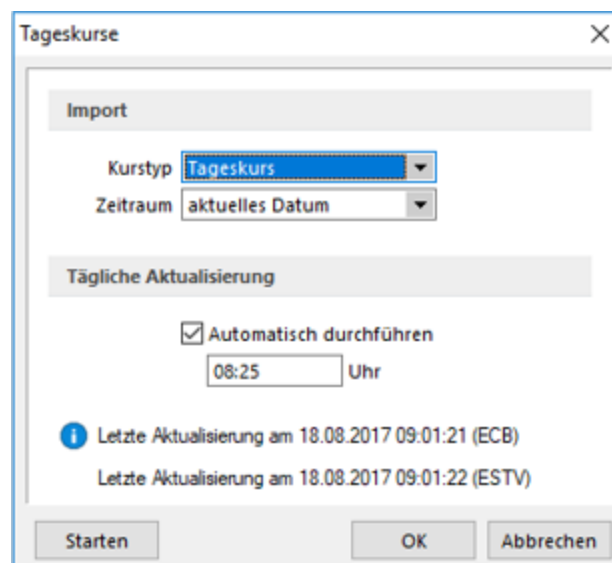 Tageskurse
Import
Kurstyp Tageskurs
Zeitraum aktuelles Datum
Tägliche Aktualisierung
Automatisch durchführen
08:25 Uhr
Letzte Aktualisierung am 18.08.2017 09:01:21 (ECB)
Letzte Aktualisierung am 18.08.2017 09:01:22 (ESTV)
Starten OK Abbrechen